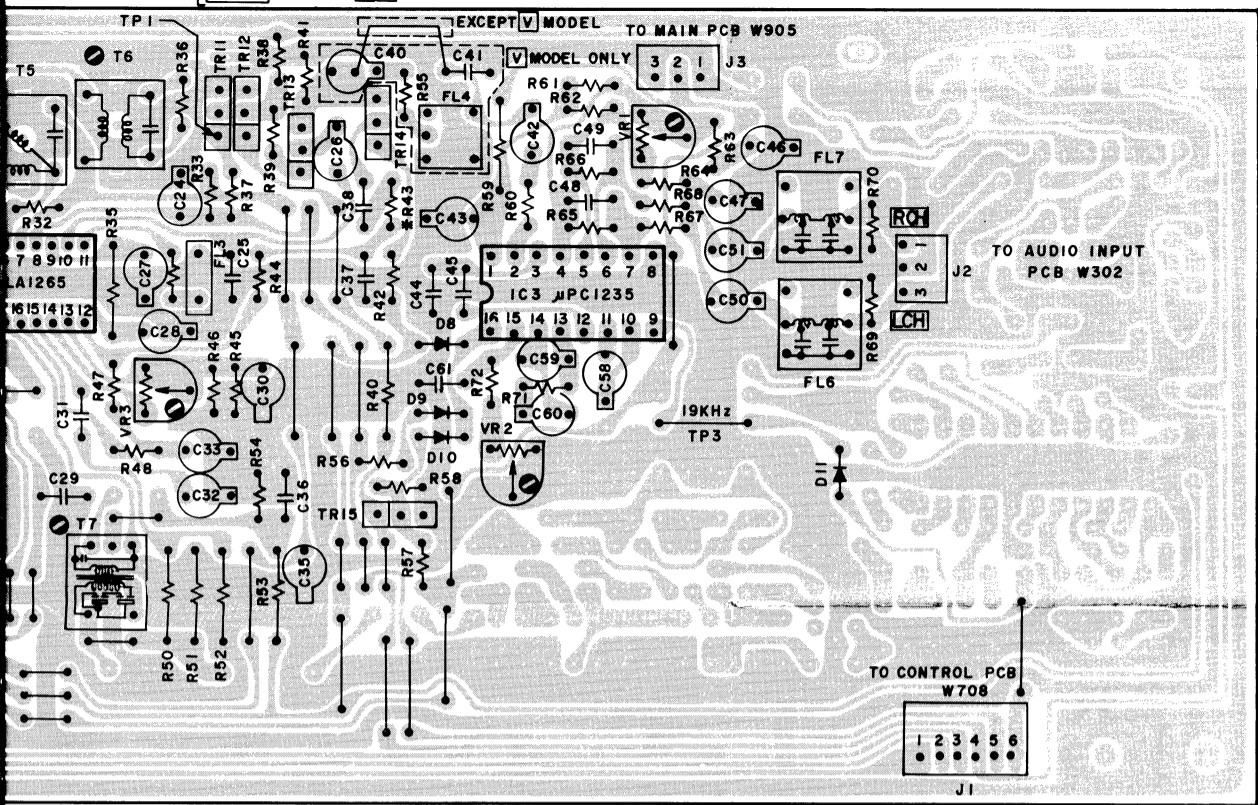 EXCEPT V MODEL
TP1
TO MAIN PCB W905
V MODEL ONLY
3 2 1
J3
T5
T6
R36
TR11
TR12
R38
R41
TR13
C40
C41
R55
FL4
TR14
R61
R62
C42
C49
VR1
R63
C46
FL7
R33
C24
R37
R39
C26
R66
C48
R64
R68
R65
R67
R59
R60
C47
R70
RCH
R32
R35
C38
*R43
C43
C51
1
2
3
J2
TO AUDIO INPUT
PCB W302
7 8 9 10 11
LA1265
16 15 14 13 12
C27
FL3
C25
R44
C37
R42
C44
C45
1 2 3 4 5 6 7 8
IC3 µPC1235
16 15 14 13 12 11 10 9
C50
R69
LCH
FL6
C28
D8
C59
C58
R47
R46
R45
C30
R40
C61
R72
R71
C31
VR3
D9
C60
19KHz
TP3
VR2
D10
R48
C33
R54
R56
R58
C29
C32
C36
D11
TR15
T7
R57
R53
C35
R50
R51
R52
TO CONTROL PCB
W708
1 2 3 4 5 6
J1